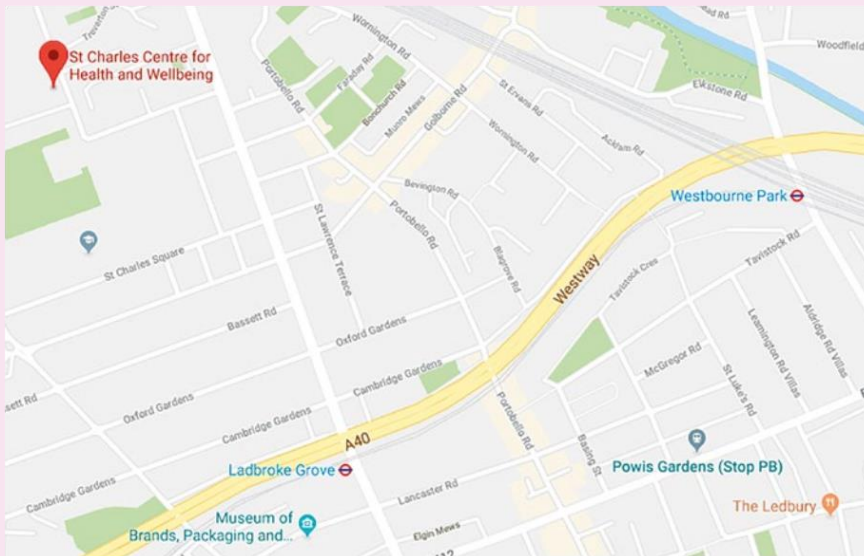 Treverton
St Charles Centre for
Health and Wellbeing
Wornington Rd
Portobello Rd
Faraday Rd
Bonchurch Rd
Munro Mews
Golborne Rd
St Ervans Rd
Wornington Rd
Elkstone Rd
Woodfield
Acklam Rd
Bevington Rd
Portobello Rd
Westbourne Park
St Lawrence Terrace
St Charles Square
Blagrove Rd
Westway
Tavistock Cres
Tavistock Rd
Bassett Rd
Oxford Gardens
Cambridge Gardens
McGregor Rd
St Luke's Rd
Leamington Rd Villas
Aldridge Rd Villas
ssett Rd
Oxford Gardens
Cambridge Gardens
A40
Portobello Rd
Basing St
Powis Gardens (Stop PB)
Cambridge Gardens
Ladbroke Grove
Lancaster Rd
The Ledbury
Museum of
Brands, Packaging and...
Elgin Mews